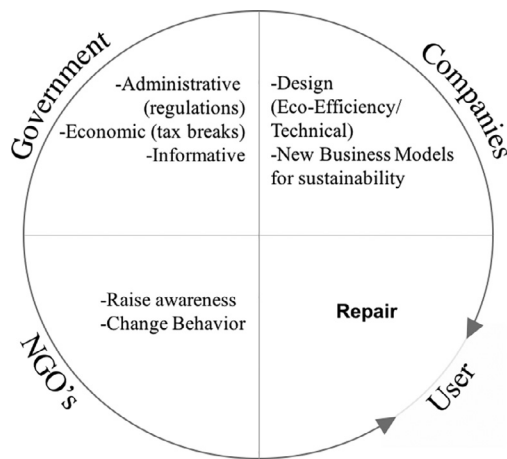 Government
-Administrative
(regulations)
-Economic (tax breaks)
-Informative
Companies
-Design
(Eco-Efficiency/
Technical)
-New Business Models
for sustainability
NGO's
-Raise awareness
-Change Behavior
Repair
User